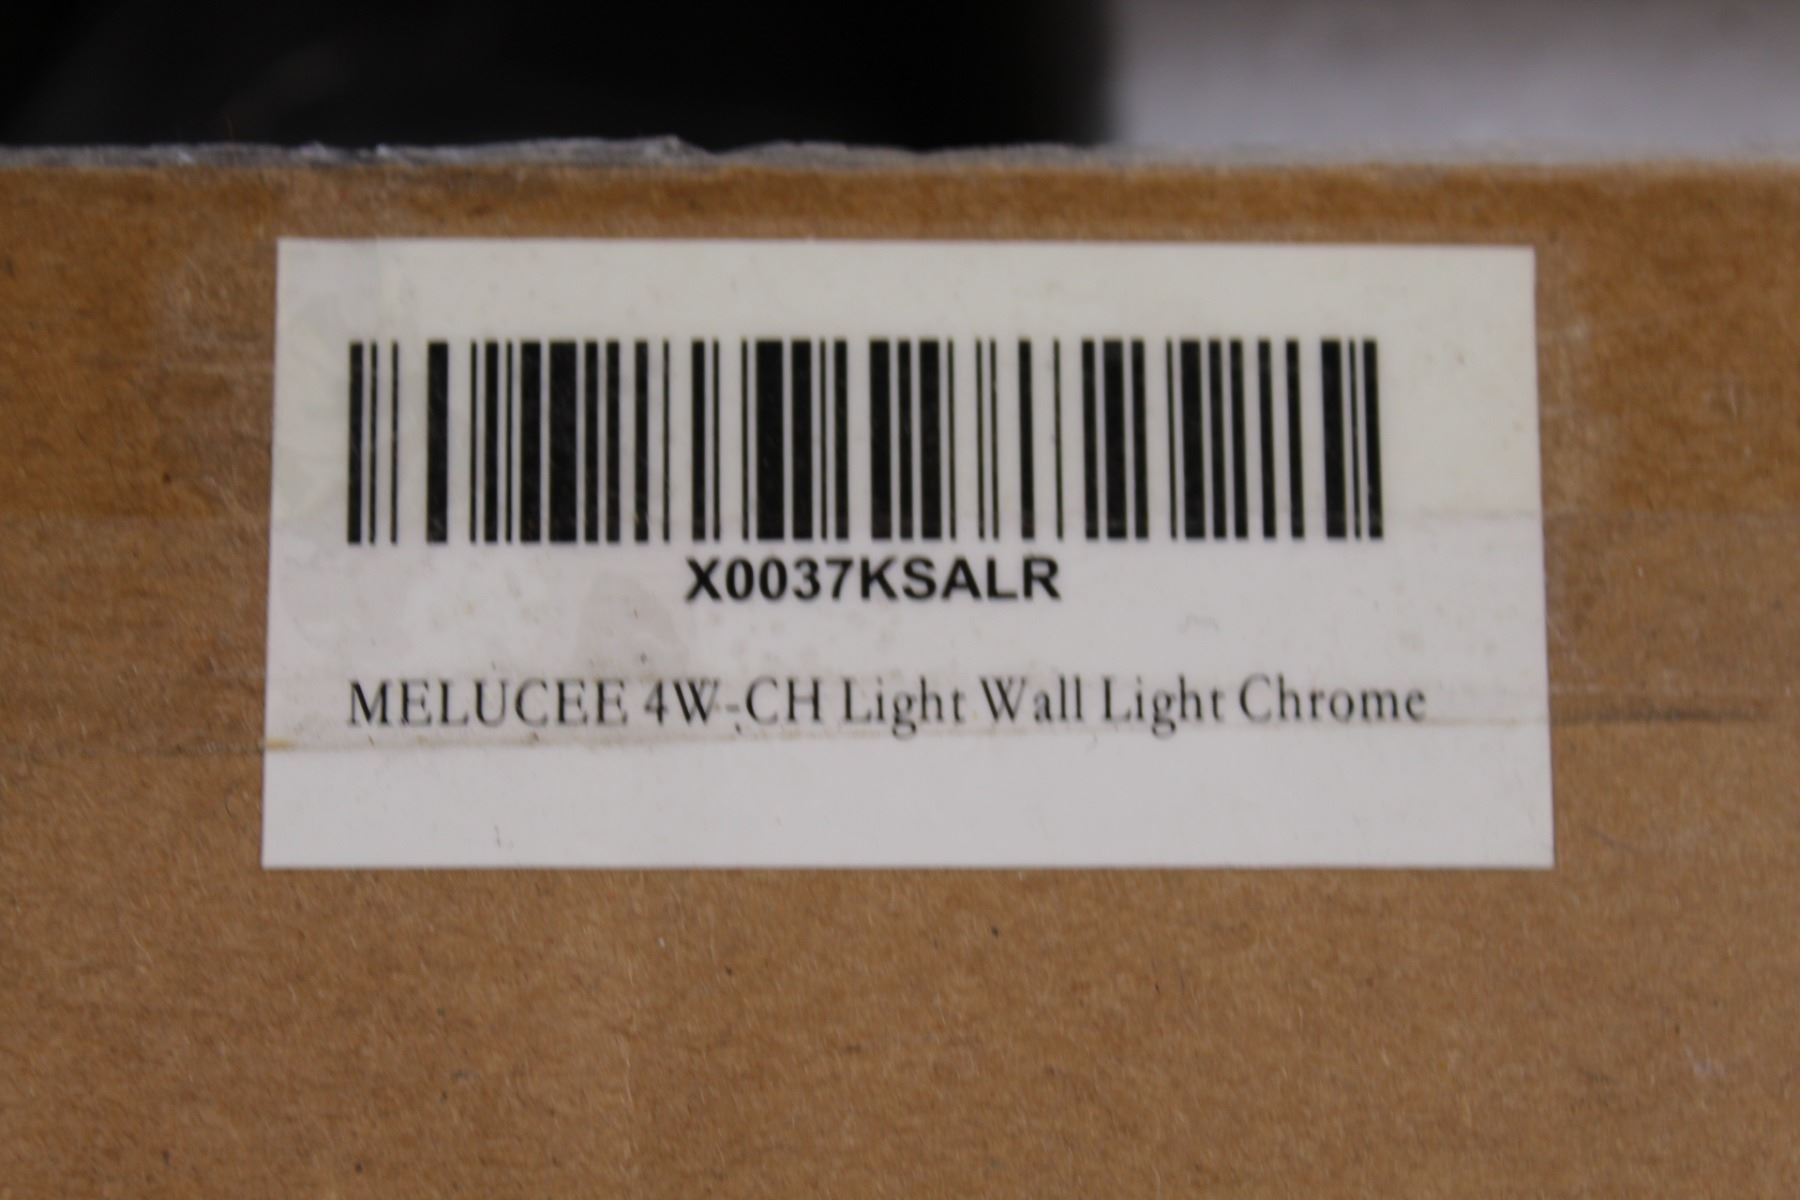 X0037KSALR
MELUCEE 4W-CH Light Wall Light Chrome